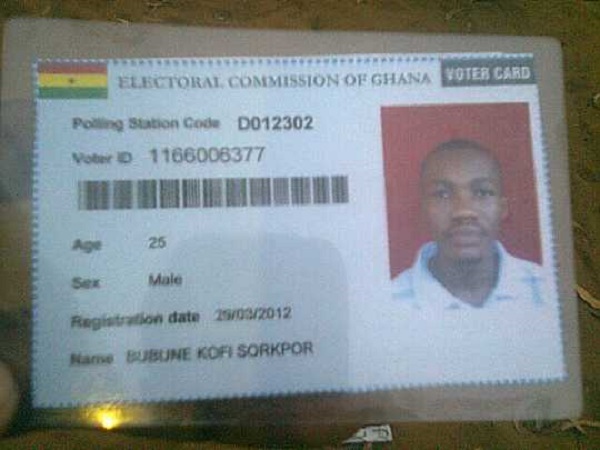 ELECTORAL COMMISSION OF GHANA VOTER CARD
Polling Station Code D012302
Voter ID 1166006377
Age 25
Sex Male
Registration date 29/03/2012
Name BUBUNE KOFI SORKPOR